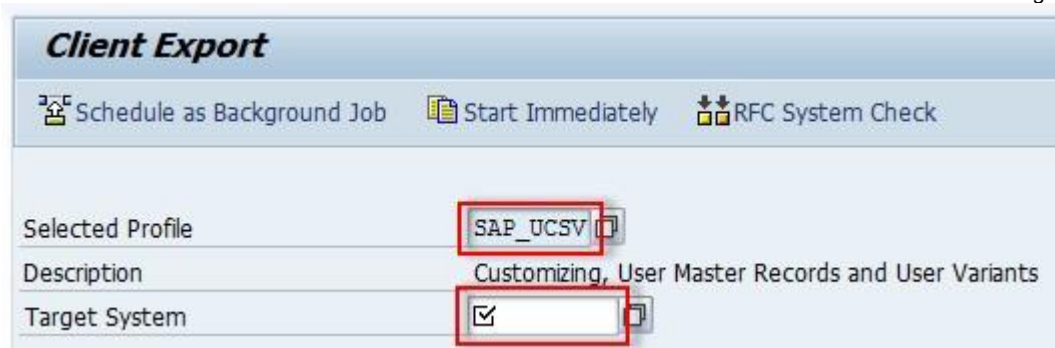 Client Export
Schedule as Background Job Start Immediately RFC System Check
Selected Profile SAP_UCSV
Description Customizing, User Master Records and User Variants
Target System